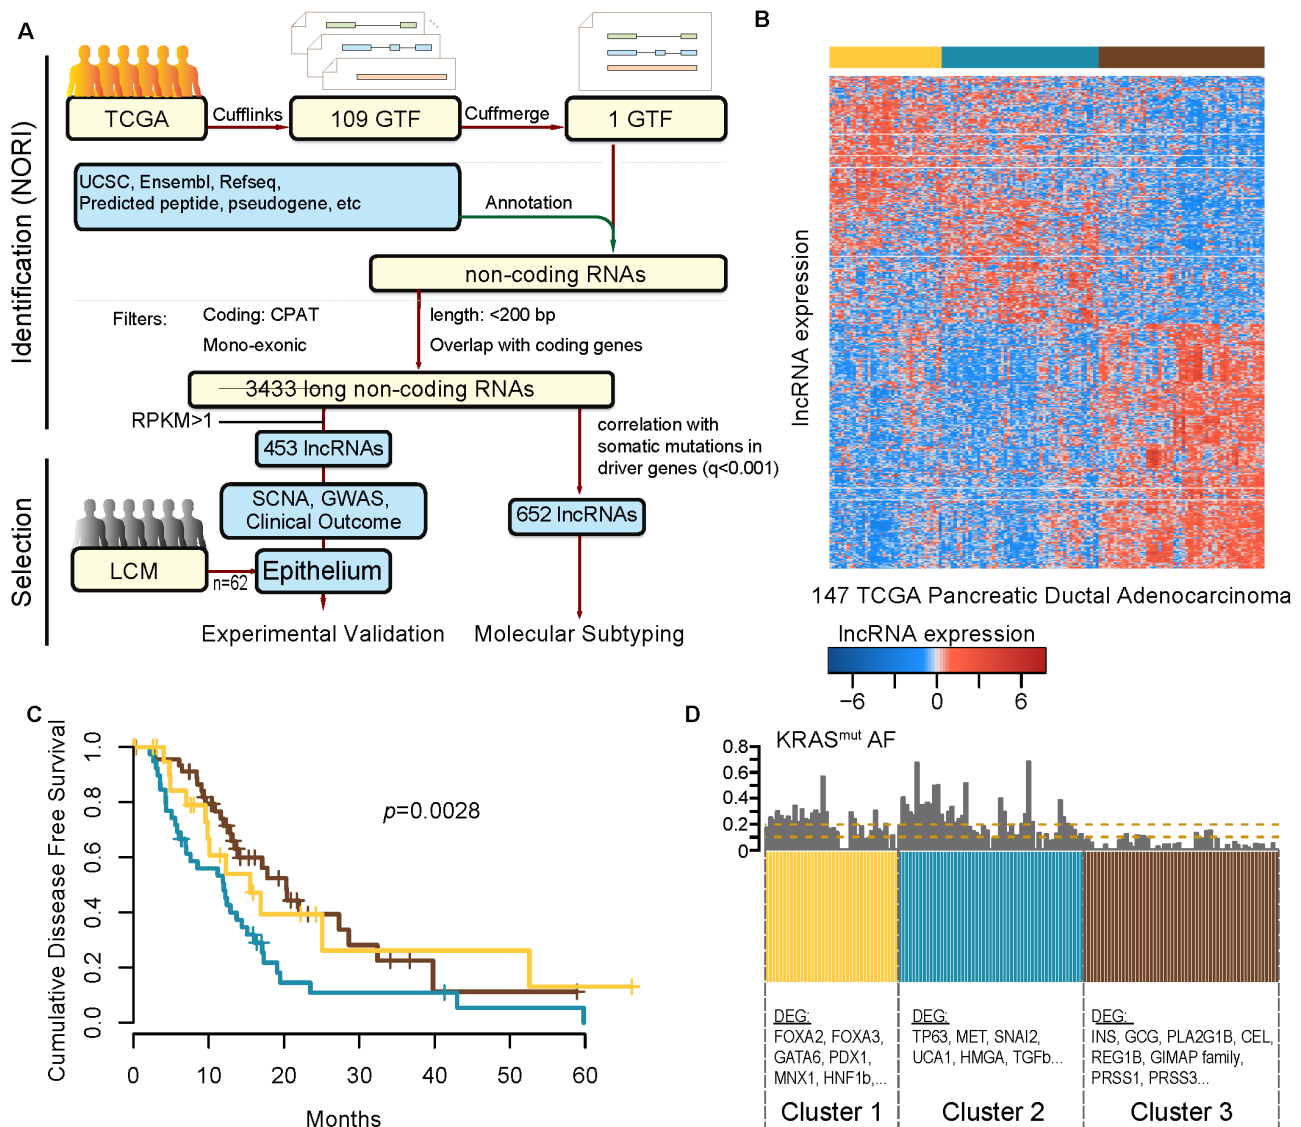 A
TCGA
Cufflinks
109 GTF
Cuffmerge
1 GTF
UCSC, Ensembl, Refseq,
Predicted peptide, pseudogene, etc
Annotation
non-coding RNAs
Filters:
Coding: CPAT
length: <200 bp
Mono-exonic
Overlap with coding genes
3433 long non-coding RNAs
RPKM>1
453 lncRNAs
correlation with
somatic mutations in
driver genes (q<0.001)
SCNA, GWAS,
Clinical Outcome
652 lncRNAs
LCM
n=62
Epithelium
Experimental Validation
Molecular Subtyping
Identification (NORI)
Selection
B
lncRNA expression
147 TCGA Pancreatic Ductal Adenocarcinoma
lncRNA expression
−6 0 6
C
Cumulative Dissease Free Survival
1.0
0.8
0.6
0.4
0.2
0.0
p=0.0028
0 10 20 30 40 50 60
Months
D
KRASmut AF
0.8
0.6
0.4
0.2
0
DEG:
FOXA2, FOXA3,
GATA6, PDX1,
MNX1, HNF1b,...
Cluster 1
DEG:
TP63, MET, SNAI2,
UCA1, HMGA, TGFb...
Cluster 2
DEG:
INS, GCG, PLA2G1B, CEL,
REG1B, GIMAP family,
PRSS1, PRSS3...
Cluster 3